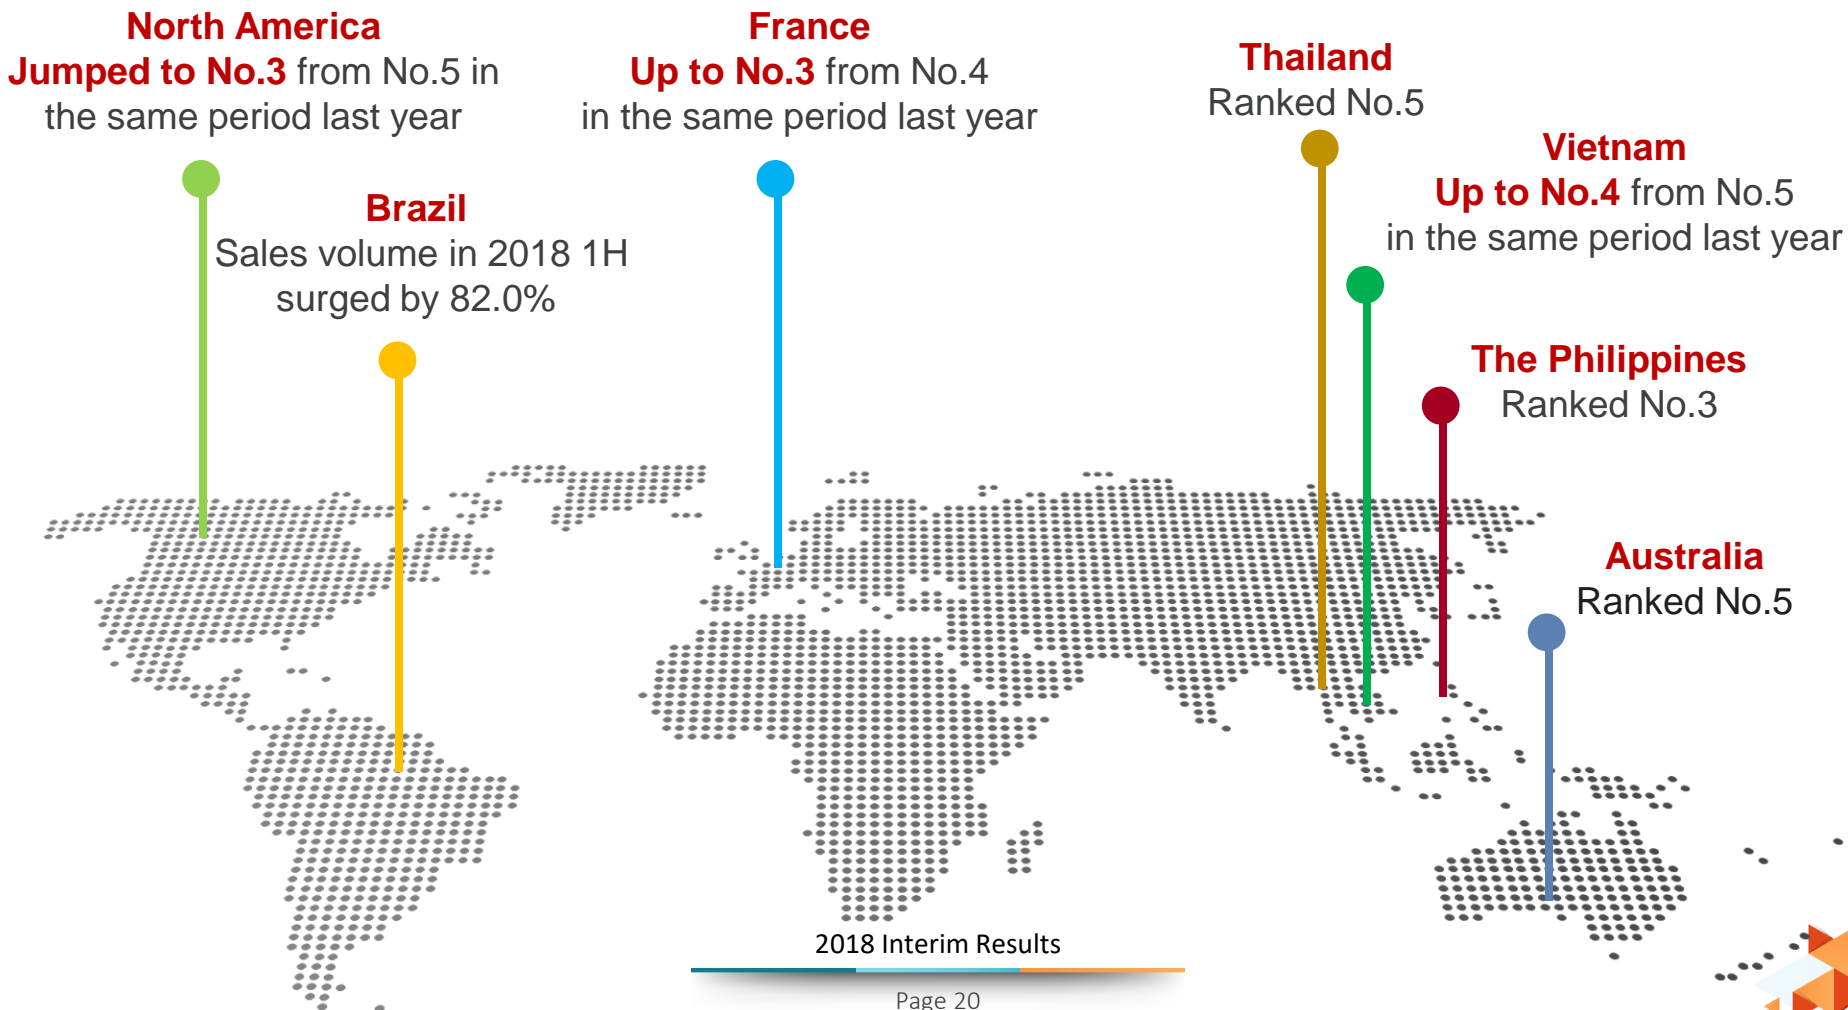 North America
Jumped to No.3 from No.5 in
the same period last year
France
Up to No.3 from No.4
in the same period last year
Thailand
Ranked No.5
Vietnam
Up to No.4 from No.5
in the same period last year
Brazil
Sales volume in 2018 1H
surged by 82.0%
The Philippines
Ranked No.3
Australia
Ranked No.5
2018 Interim Results
Page 20